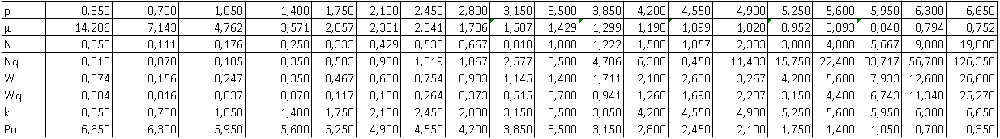 p 0,350 0,700 1,050 1,400 1,750 2,100 2,450 2,800 3,150 3,500 3,850 4,200 4,550 4,900 5,250 5,600 5,950 6,300 6,650
μ 14,286 7,143 4,762 3,571 2,857 2,381 2,041 1,786 1,587 1,429 1,299 1,190 1,099 1,020 0,952 0,893 0,840 0,794 0,752
N 0,053 0,111 0,176 0,250 0,333 0,429 0,538 0,667 0,818 1,000 1,222 1,500 1,857 2,333 3,000 4,000 5,667 9,000 19,000
Nq 0,018 0,078 0,185 0,350 0,583 0,900 1,319 1,867 2,577 3,500 4,706 6,300 8,450 11,433 15,750 22,400 33,717 56,700 126,350
W 0,074 0,156 0,247 0,350 0,467 0,600 0,754 0,933 1,145 1,400 1,711 2,100 2,600 3,267 4,200 5,600 7,933 12,600 26,600
Wq 0,004 0,016 0,037 0,070 0,117 0,180 0,264 0,373 0,515 0,700 0,941 1,260 1,690 2,287 3,150 4,480 6,743 11,340 25,270
k 0,350 0,700 1,050 1,400 1,750 2,100 2,450 2,800 3,150 3,500 3,850 4,200 4,550 4,900 5,250 5,600 5,950 6,300 6,650
Po 6,650 6,300 5,950 5,600 5,250 4,900 4,550 4,200 3,850 3,500 3,150 2,800 2,450 2,100 1,750 1,400 1,050 0,700 0,350